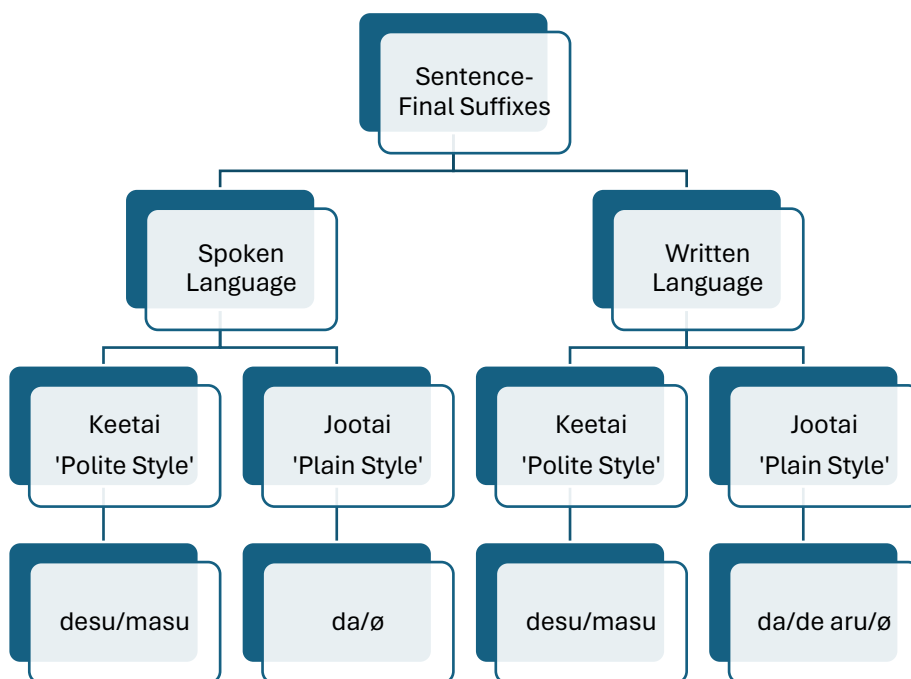 Sentence-
Final Suffixes
Spoken
Language
Written
Language
Keetai
'Polite Style'
Jootai
'Plain Style'
Keetai
'Polite Style'
Jootai
'Plain Style'
desu/masu
da/ø
desu/masu
da/de aru/ø